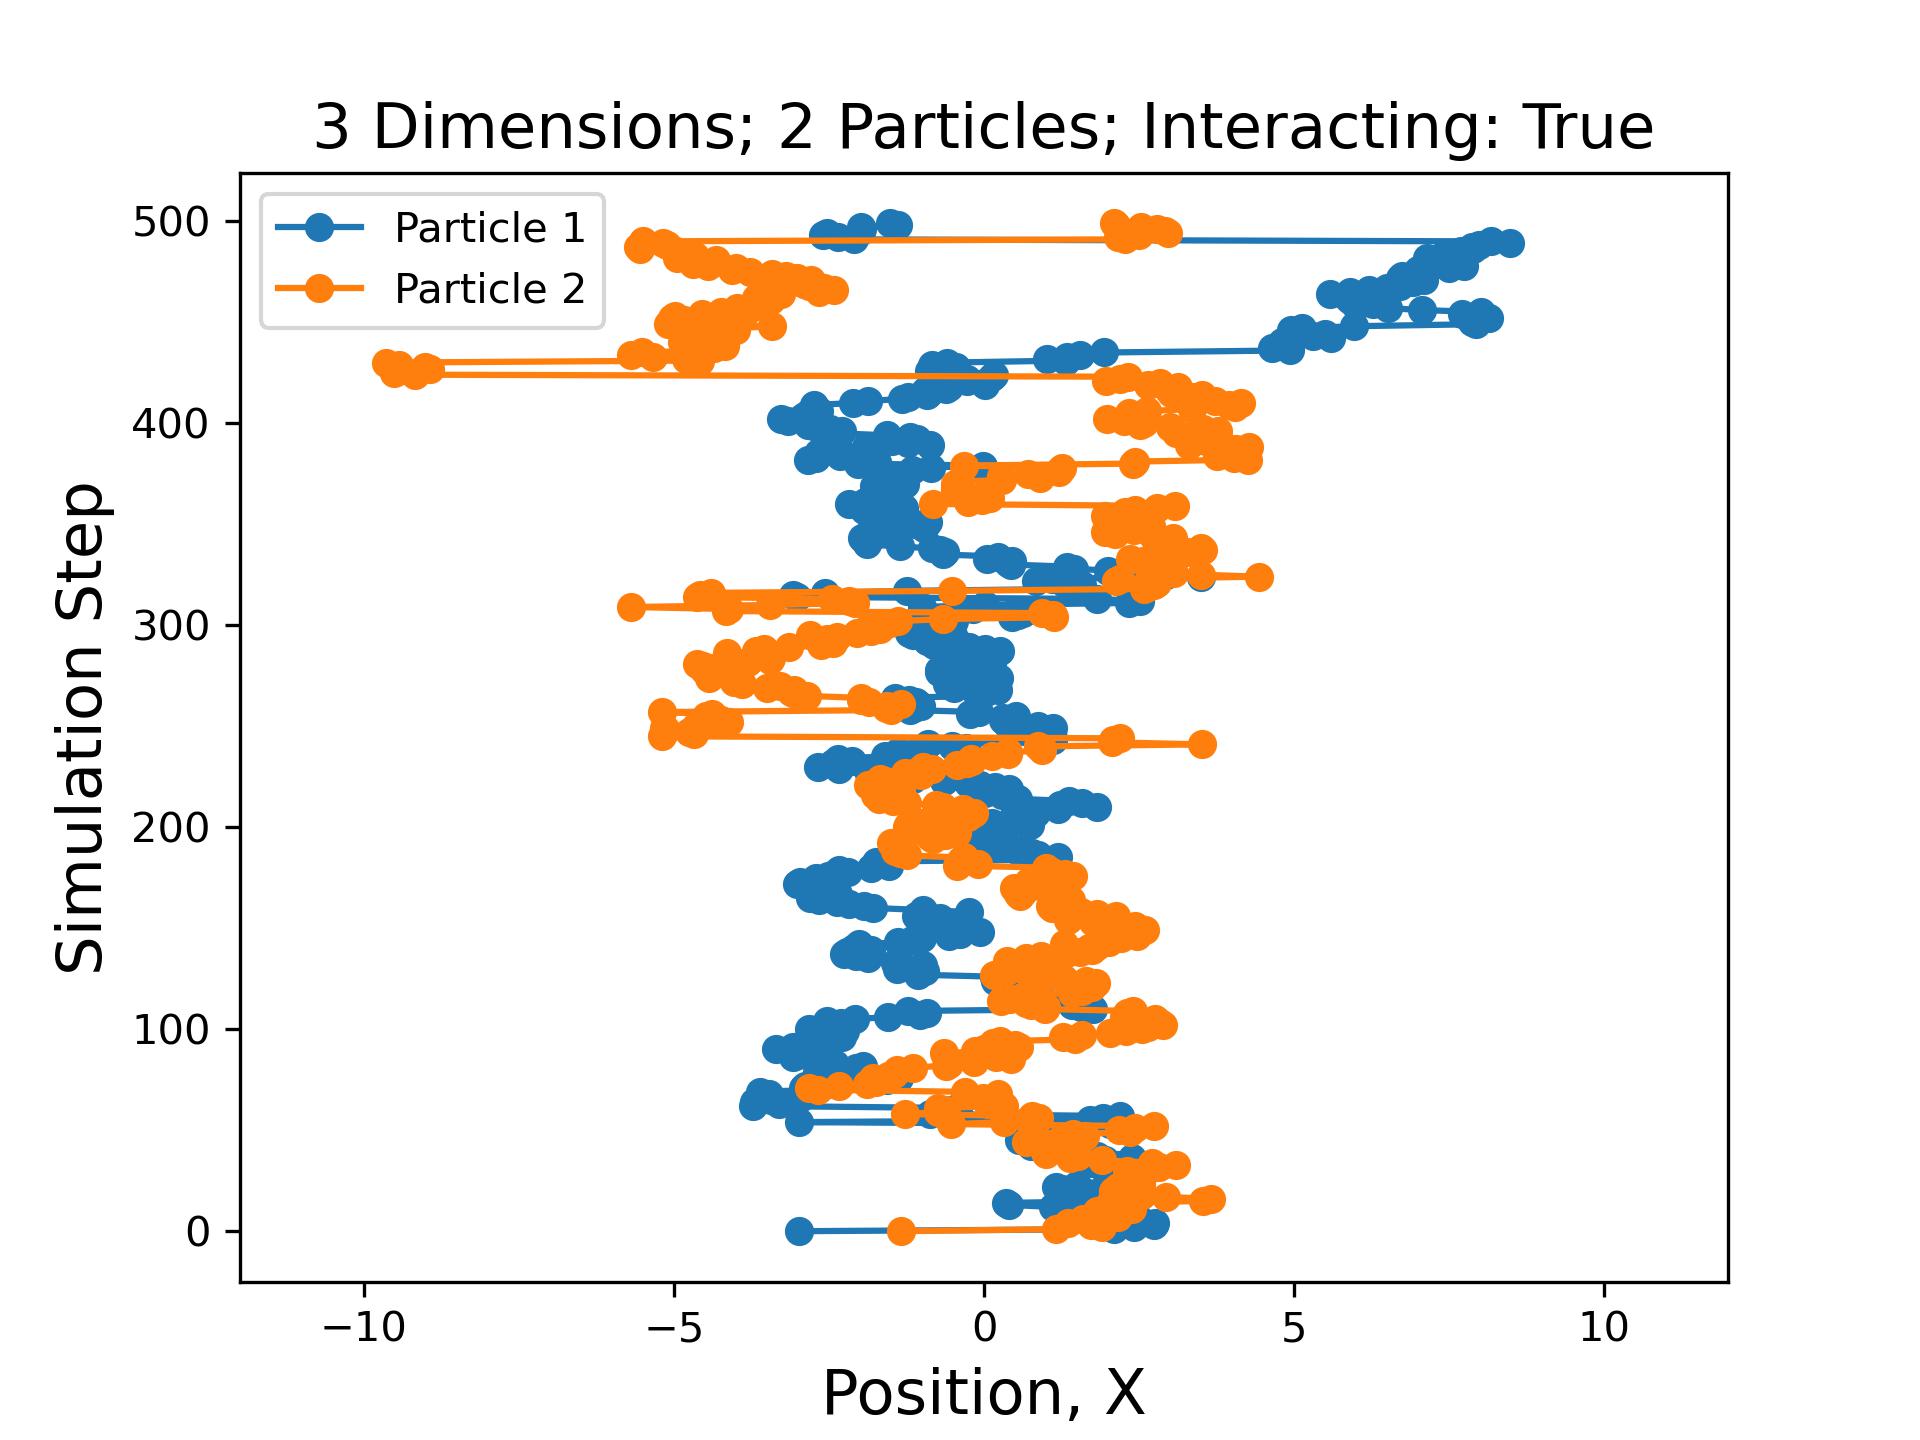 3 Dimensions; 2 Particles; Interacting: True
Particle 1
Particle 2
500
400
300
200
100
0
Simulation Step
−10
−5
0
5
10
Position, X